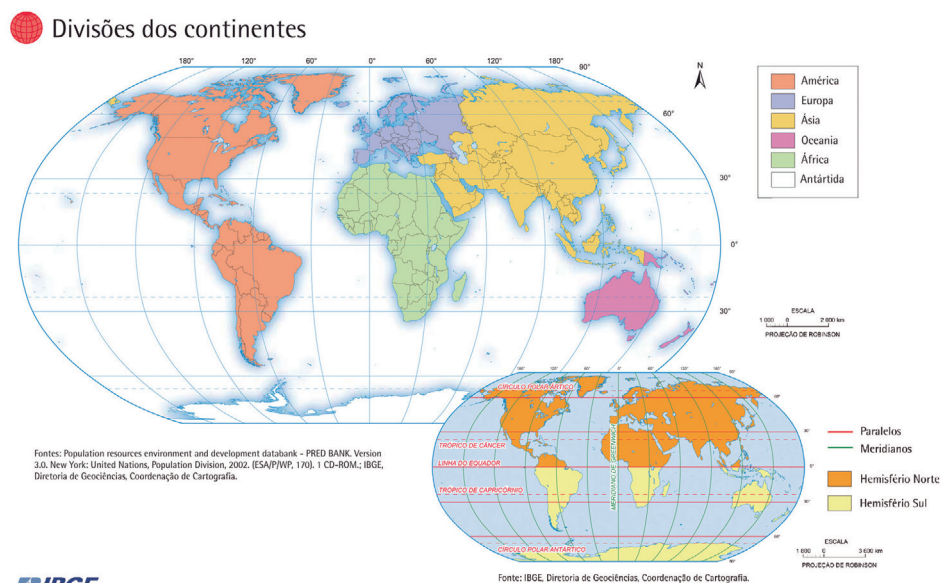 Divisões dos continentes
180° 120° 60° 0° 60° 120° 180°
90°
60°
30°
0°
30°
N
América
Europa
Ásia
Oceania
África
Antártida
ESCALA
1 000 0 2 000 km
PROJEÇÃO DE ROBINSON
Fontes: Population resources environment and development databank - PRED BANK. Version
3.0. New York: United Nations, Population Division, 2002. (ESA/P/WP, 170). 1 CD-ROM.; IBGE,
Diretoria de Geociências, Coordenação de Cartografia.
CÍRCULO POLAR ÁRTICO
TRÓPICO DE CÂNCER
LINHA DO EQUADOR
TRÓPICO DE CAPRICÓRNIO
CÍRCULO POLAR ANTÁRTICO
MERIDIANO DE GREENWICH
Paralelos
Meridianos
Hemisfério Norte
Hemisfério Sul
ESCALA
PROJEÇÃO DE ROBINSON
Fonte: IBGE, Diretoria de Geociências, Coordenação de Cartografia.
IBGE